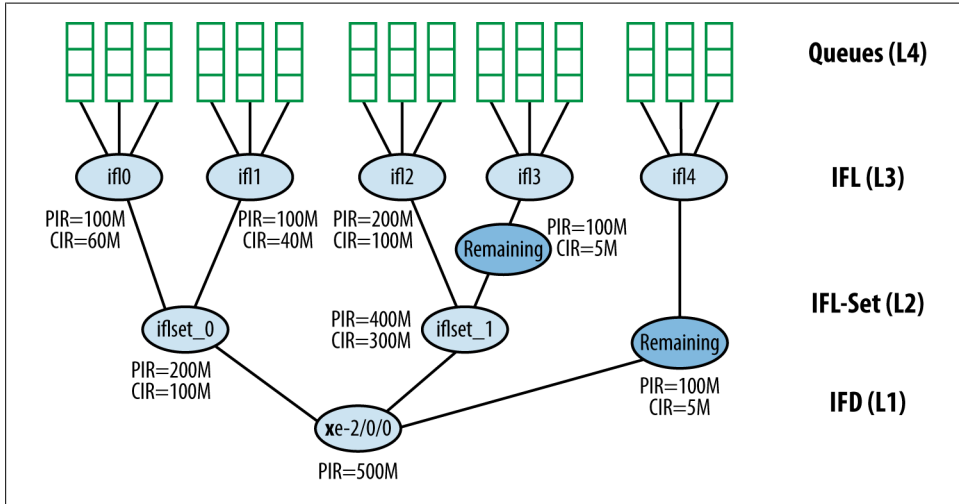 Queues (L4)
ifl0
ifl1
ifl2
ifl3
ifl4
IFL (L3)
PIR=100M
CIR=60M
PIR=100M
CIR=40M
PIR=200M
CIR=100M
PIR=100M
CIR=5M
Remaining
IFL-Set (L2)
iflset_0
PIR=400M
CIR=300M
iflset_1
Remaining
PIR=200M
CIR=100M
PIR=100M
CIR=5M
IFD (L1)
xe-2/0/0
PIR=500M